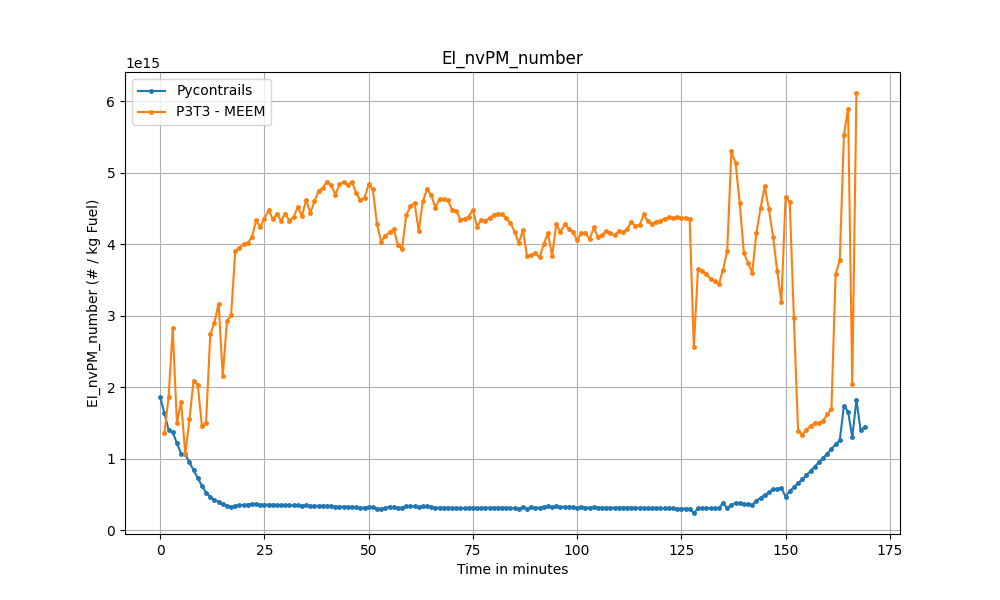 EI_nvPM_number
1e15
Pycontrails
P3T3 - MEEM
EI_nvPM_number (# / kg Fuel)
6
5
4
3
2
1
0
0 25 50 75 100 125 150 175
Time in minutes